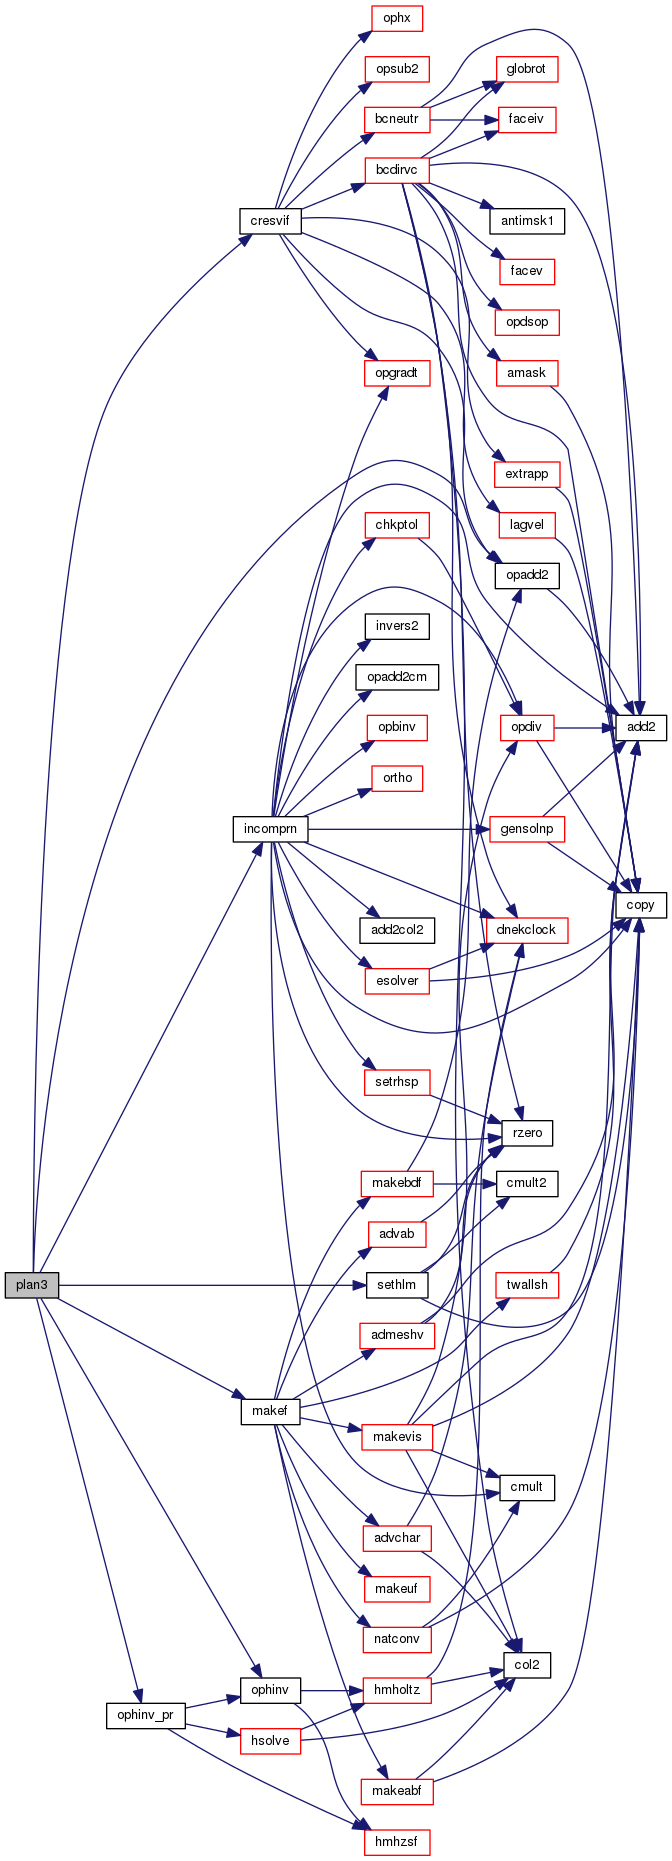 ophx
opsub2
globrot
bcneutr
faceiv
bcdirvc
cresvif
antimsk1
facev
opdsop
opgradt
amask
extrapp
chkptol
lagvel
opadd2
invers2
opadd2cm
opbinv
opdiv
add2
ortho
incomprn
gensolnp
copy
add2col2
dnekclock
esolver
setrhsp
rzero
makebdf
cmult2
advab
plan3
sethlm
twallsh
admeshv
makef
makevis
cmult
advchar
makeuf
natconv
col2
ophinv
hmholtz
ophinv_pr
hsolve
makeabf
hmhzsf